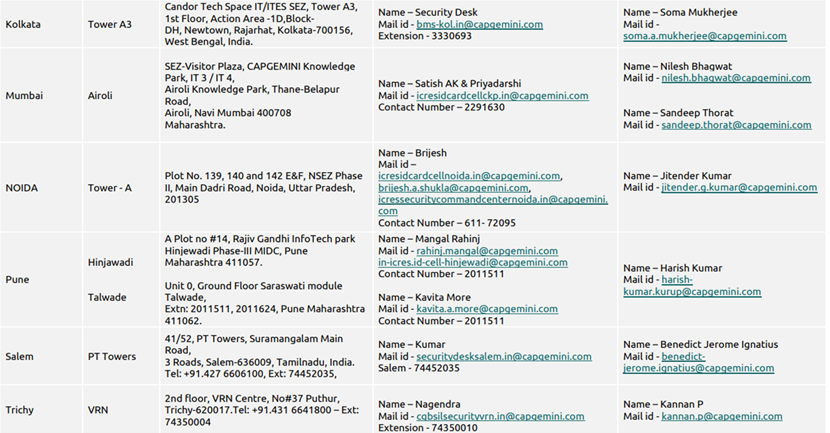 Kolkata
Tower A3
Candor Tech Space IT/ITES SEZ, Tower A3,
1st Floor, Action Area -1D,Block-
DH, Newtown, Rajarhat, Kolkata-700156,
West Bengal, India.
Name – Security Desk
Mail id - bms-kol.in@capgemini.com
Extension - 3330693
Name – Soma Mukherjee
Mail id -
soma.a.mukherjee@capgemini.com
Mumbai
Airoli
SEZ-Visitor Plaza, CAPGEMINI Knowledge
Park, IT 3 / IT 4,
Airoli Knowledge Park, Thane-Belapur
Road,
Airoli, Navi Mumbai 400708
Maharashtra.
Name – Satish AK & Priyadarshi
Mail id - icresidcardcellckp.in@capgemini.com
Contact Number – 2291630
Name – Nilesh Bhagwat
Mail id - nilesh.bhagwat@capgemini.com
Name – Sandeep Thorat
Mail id - sandeep.thorat@capgemini.com
NOIDA
Tower - A
Plot No. 139, 140 and 142 E&F, NSEZ Phase
II, Main Dadri Road, Noida, Uttar Pradesh,
201305
Name – Brijesh
Mail id –
icresidcardcellnoida.in@capgemini.com,
brijesh.a.shukla@capgemini.com,
icressecuritycommandcenternoida.in@capgemini.
com
Contact Number – 611- 72095
Name – Jitender Kumar
Mail id - jitender.g.kumar@capgemini.com
Pune
Hinjawadi
A Plot no #14, Rajiv Gandhi InfoTech park
Hinjewadi Phase-III MIDC, Pune
Maharashtra 411057.
Name – Mangal Rahinj
Mail id - rahinj.mangal@capgemini.com
in-icres.id-cell-hinjewadi@capgemini.com
Contact Number – 2011511
Talwade
Unit 0, Ground Floor Saraswati module
Talwade,
Extn: 2011511, 2011624, Pune Maharashtra
411062.
Name – Kavita More
Mail id - kavita.a.more@capgemini.com
Contact Number – 2011511
Name – Harish Kumar
Mail id - harish-
kumar.kurup@capgemini.com
Salem
PT Towers
41/52, PT Towers, Suramangalam Main
Road,
3 Roads, Salem-636009, Tamilnadu, India.
Tel: +91.427 6606100, Ext: 74452035,
Name – Kumar
Mail id - securitydesksalem.in@capgemini.com
Salem - 74452035
Name – Benedict Jerome Ignatius
Mail id - benedict-
jerome.ignatius@capgemini.com
Trichy
VRN
2nd floor, VRN Centre, No#37 Puthur,
Trichy-620017.Tel: +91.431 6641800 – Ext:
74350004
Name – Nagendra
Mail id - cgbsilsecurityvrn.in@capgemini.com
Extension - 74350010
Name – Kannan P
Mail id - kannan.p@capgemini.com